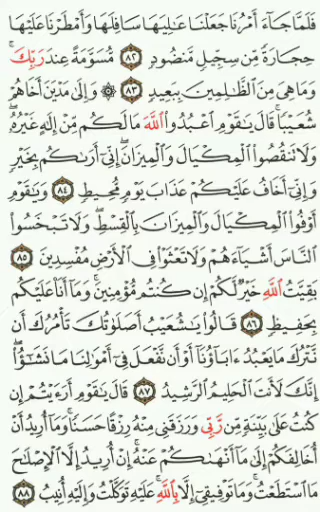 فَلَمَّا جَآءَ أَمْرُنَا جَعَلْنَا عَـٰلِيَهَا سَافِلَهَا وَأَمْطَرْنَا عَلَيْهَا
حِجَارَةً مِّن سِجِّيلٍ مَّنضُودٍ ۝٨٢ مُّسَوَّمَةً عِندَ رَبِّكَۖ
وَمَا هِىَ مِنَ ٱلظَّـٰلِمِينَ بِبَعِيدٍ ۝٨٣ ۞ وَإِلَىٰ مَدْيَنَ أَخَاهُمْ
شُعَيْبًاۚ قَالَ يَـٰقَوْمِ ٱعْبُدُوا۟ ٱللَّهَ مَا لَكُم مِّنْ إِلَـٰهٍ غَيْرُهُۥۖ
وَلَا تَنقُصُوا۟ ٱلْمِكْيَالَ وَٱلْمِيزَانَۚ إِنِّىٓ أَرَىٰكُم بِخَيْرٍ
وَإِنِّىٓ أَخَافُ عَلَيْكُمْ عَذَابَ يَوْمٍ مُّحِيطٍ ۝٨٤ وَيَـٰقَوْمِ
أَوْفُوا۟ ٱلْمِكْيَالَ وَٱلْمِيزَانَ بِٱلْقِسْطِۖ وَلَا تَبْخَسُوا۟
ٱلنَّاسَ أَشْيَآءَهُمْ وَلَا تَعْثَوْا۟ فِى ٱلْأَرْضِ مُفْسِدِينَ ۝٨٥
بَقِيَّتُ ٱللَّهِ خَيْرٌ لَّكُمْ إِن كُنتُم مُّؤْمِنِينَۚ وَمَآ أَنَا۠ عَلَيْكُم
بِحَفِيظٍ ۝٨٦ قَالُوا۟ يَـٰشُعَيْبُ أَصَلَوٰتُكَ تَأْمُرُكَ أَن
نَّتْرُكَ مَا يَعْبُدُ ءَابَآؤُنَآ أَوْ أَن نَّفْعَلَ فِىٓ أَمْوَٰلِنَا مَا نَشَـٰٓؤُا۟ۖ
إِنَّكَ لَأَنتَ ٱلْحَلِيمُ ٱلرَّشِيدُ ۝٨٧ قَالَ يَـٰقَوْمِ أَرَءَيْتُمْ إِن
كُنتُ عَلَىٰ بَيِّنَةٍ مِّن رَّبِّى وَرَزَقَنِى مِنْهُ رِزْقًا حَسَنًاۚ وَمَآ أُرِيدُ أَنْ
أُخَالِفَكُمْ إِلَىٰ مَآ أَنْهَىٰكُمْ عَنْهُۚ إِنْ أُرِيدُ إِلَّا ٱلْإِصْلَـٰحَ
مَا ٱسْتَطَعْتُۚ وَمَا تَوْفِيقِىٓ إِلَّا بِٱللَّهِۚ عَلَيْهِ تَوَكَّلْتُ وَإِلَيْهِ أُنِيبُ ۝٨٨